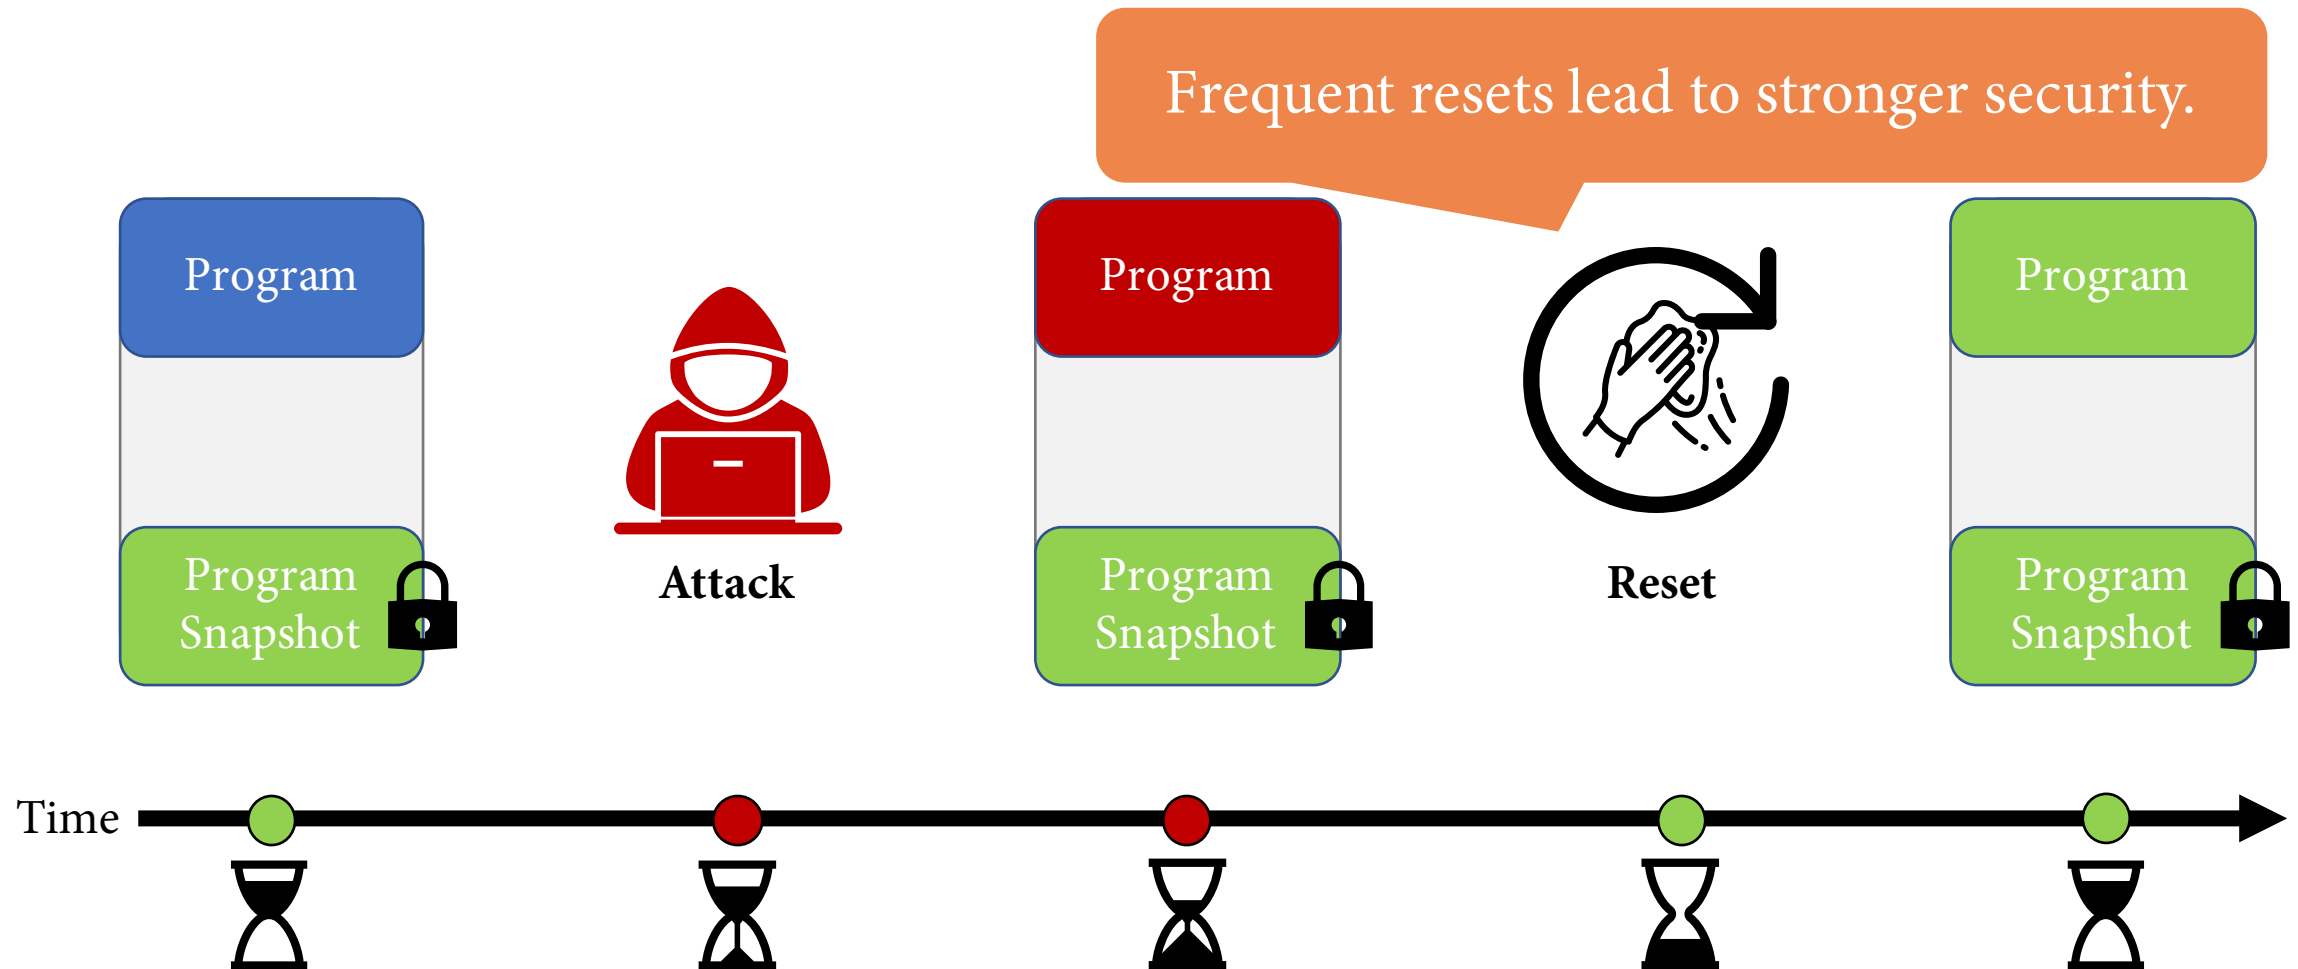 Frequent resets lead to stronger security.
Program
Program
Snapshot
Attack
Program
Program
Snapshot
Reset
Program
Program
Snapshot
Time